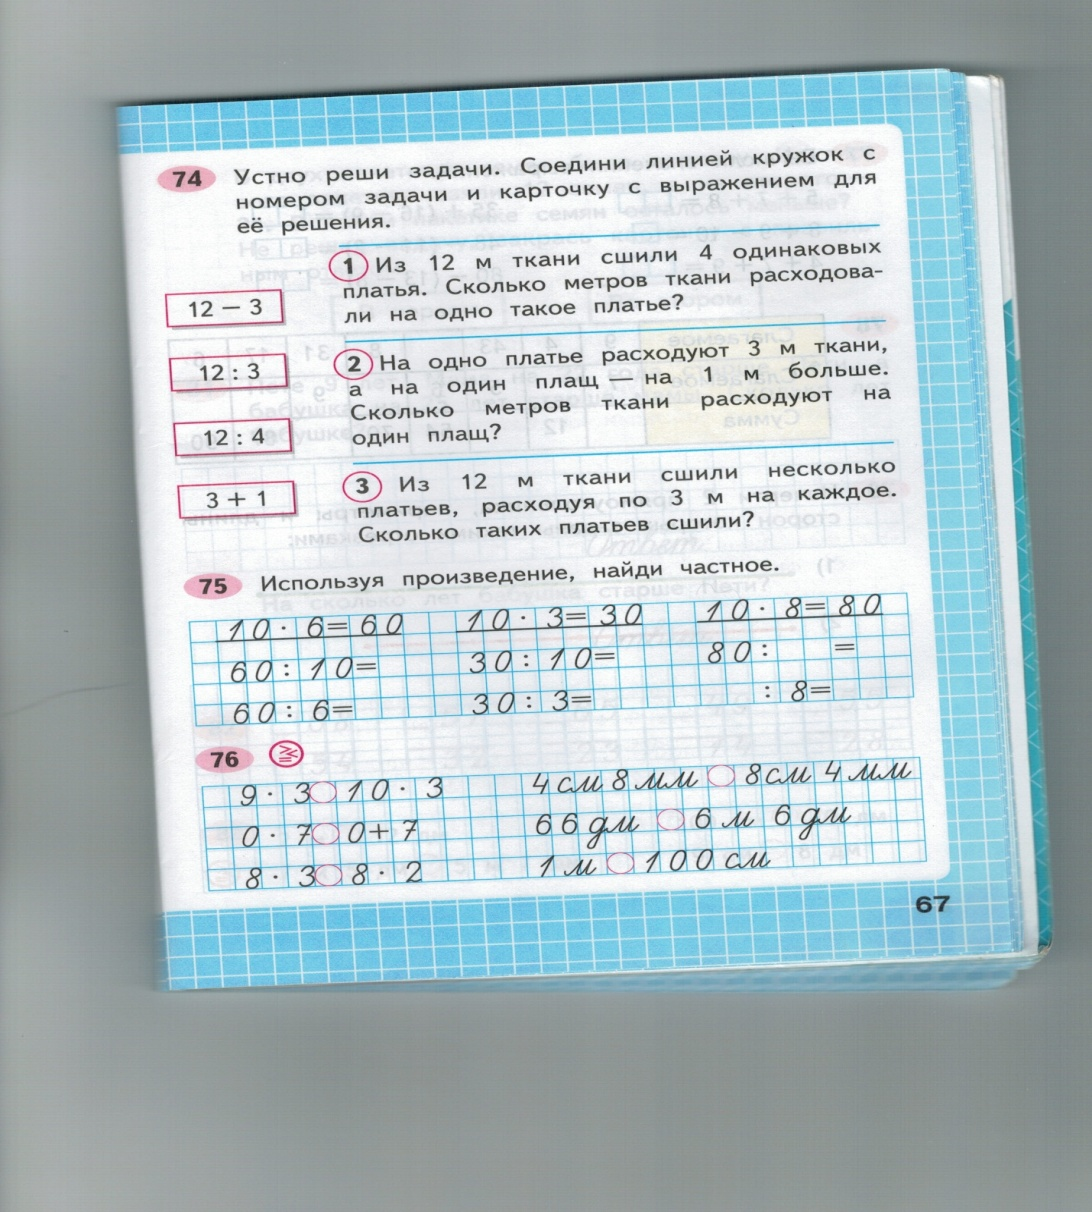 74 Устно реши задачи. Соедини линией кружок с
номером задачи и карточку с выражением для
её решения.
1 Из 12 м ткани сшили 4 одинаковых
платья. Сколько метров ткани расходова-
ли на одно такое платье?
12 – 3
2 На одно платье расходуют 3 м ткани,
а на один плащ — на 1 м больше.
Сколько метров ткани расходуют на
один плащ?
12 : 3
12 : 4
3 Из 12 м ткани сшили несколько
платьев, расходуя по 3 м на каждое.
Сколько таких платьев сшили?
3 + 1
75 Используя произведение, найди частное.
10 · 6= 60 10 · 3= 30 10 · 8= 80
60 : 10= 30 : 10= 80 : =
60 : 6= 30 : 3= : 8=
76 ≥ ≤
9 · 3 10 · 3 4 см 8 мм 8 см 4 мм
0 · 7 0 + 7 66 дм 6 м 6 дм
8 · 3 8 · 2 1 м 100 см
67